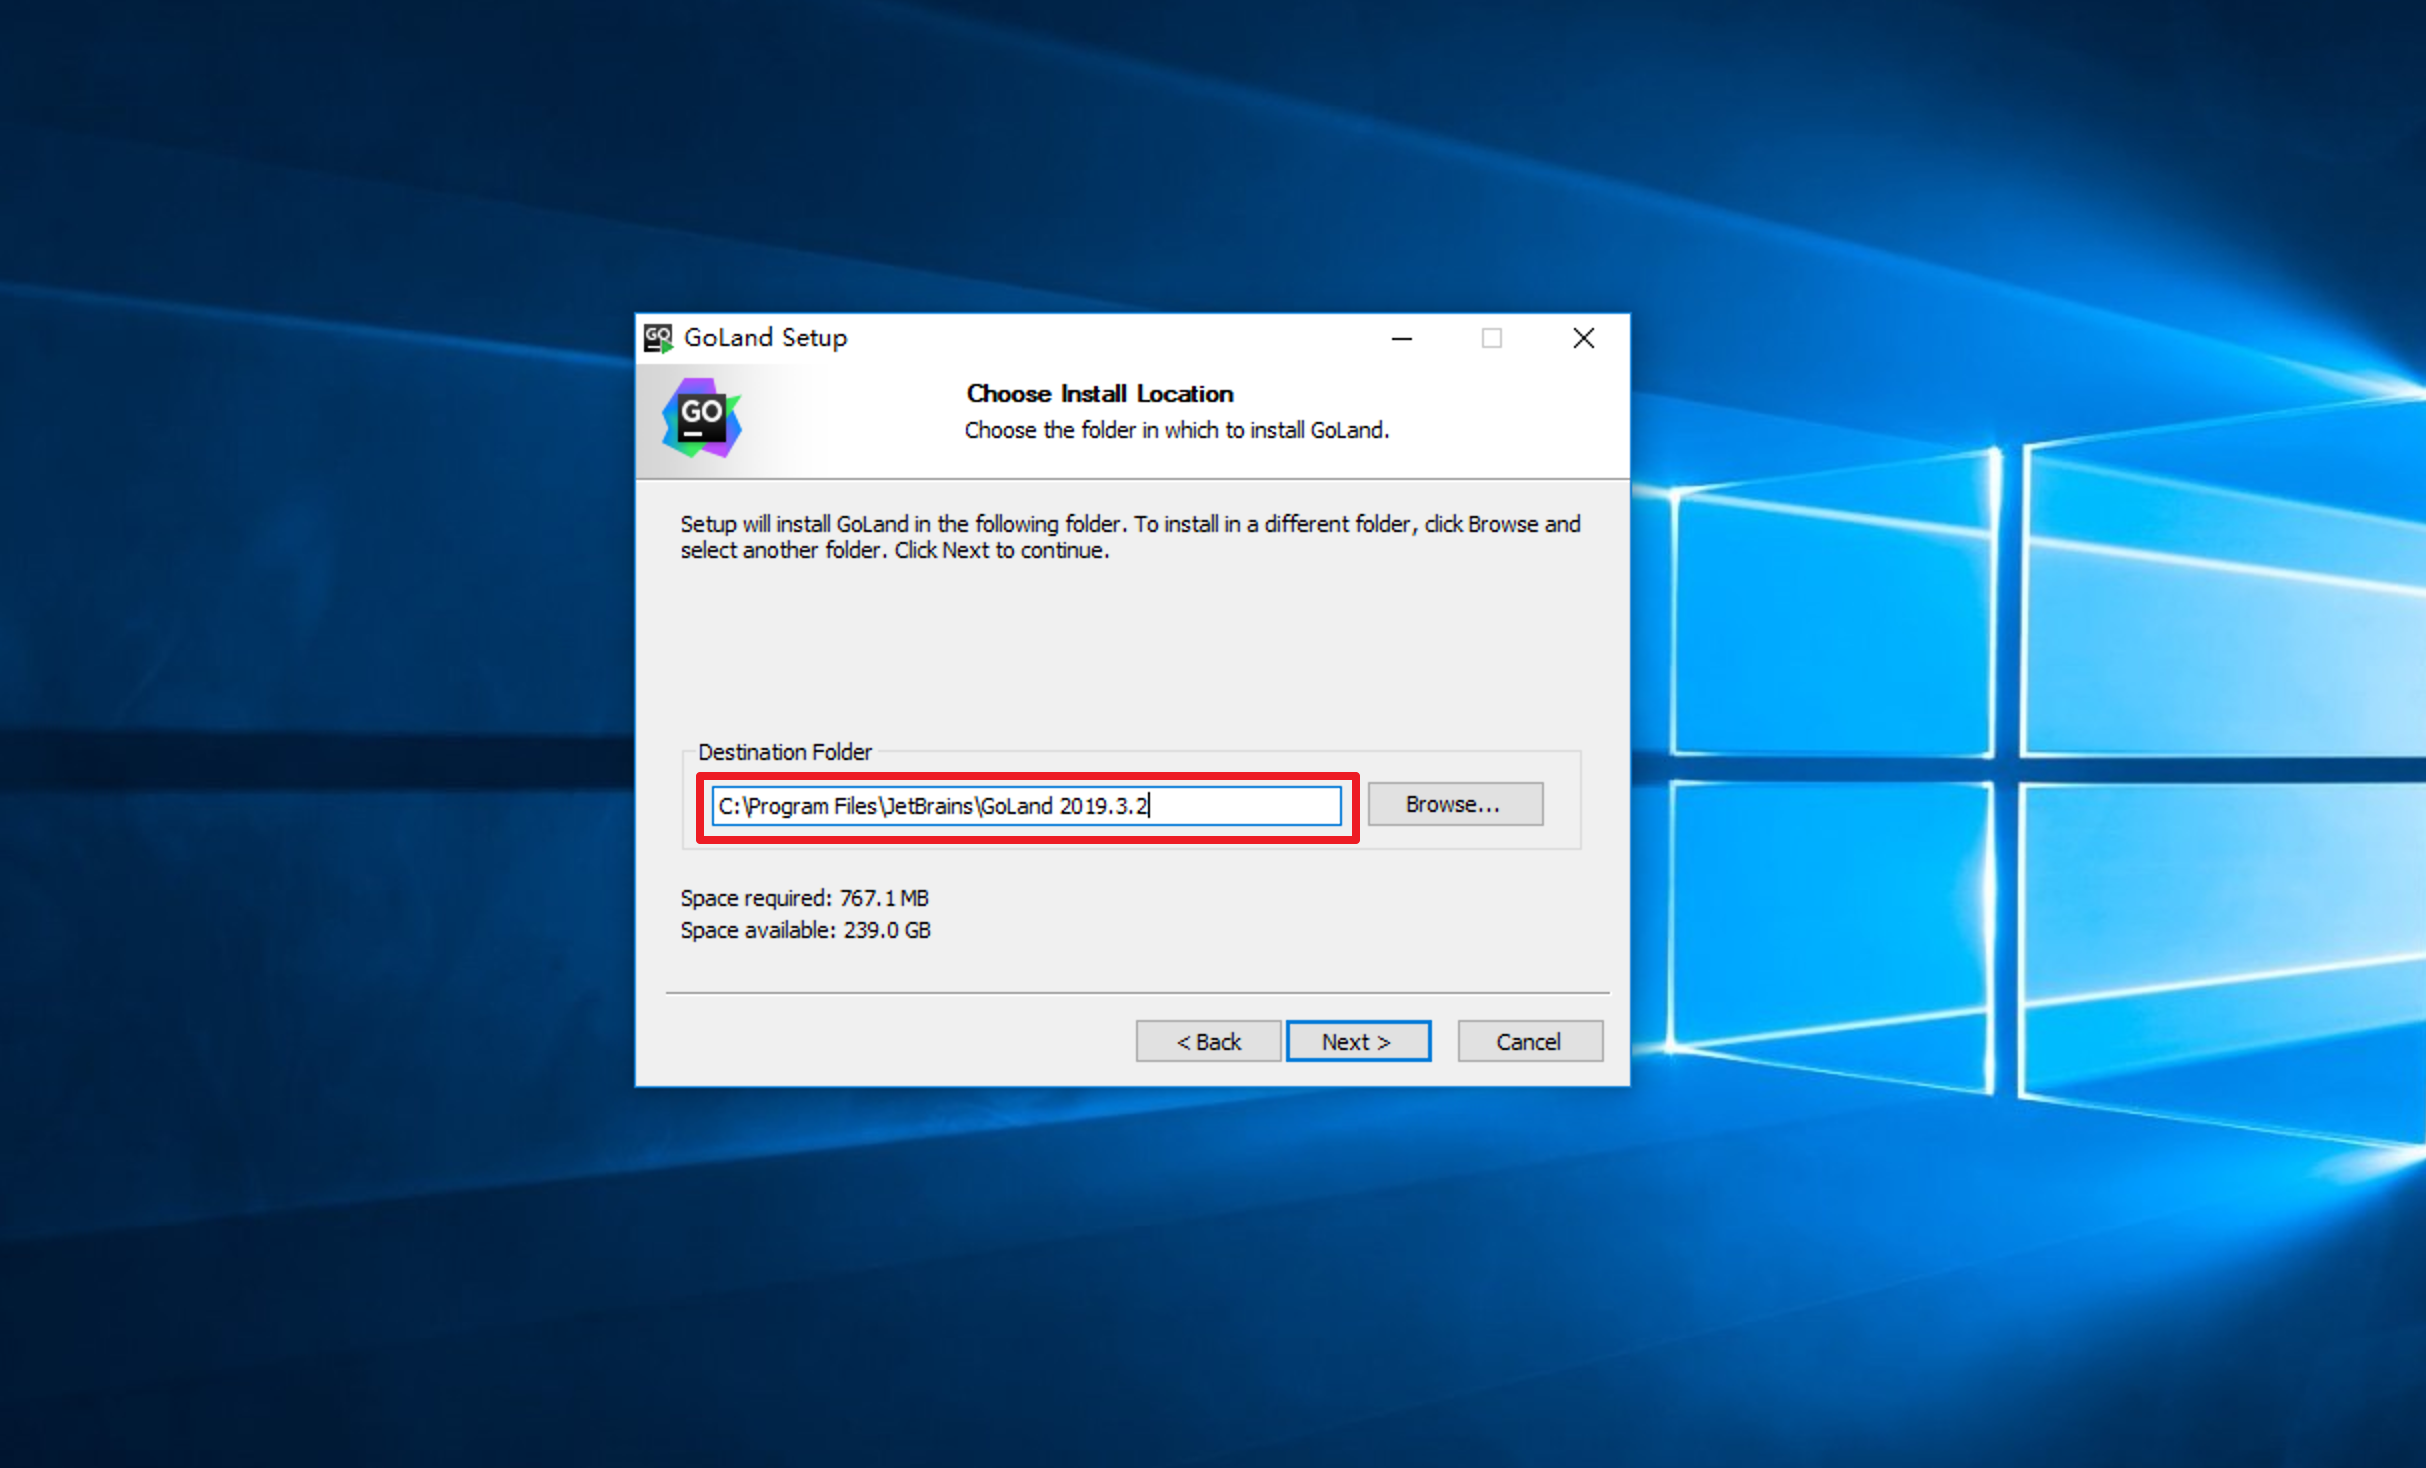 GO GoLand Setup
GO
Choose Install Location
Choose the folder in which to install GoLand.
Setup will install GoLand in the following folder. To install in a different folder, click Browse and
select another folder. Click Next to continue.
Destination Folder
C:\Program Files\JetBrains\GoLand 2019.3.2
Browse...
Space required: 767.1 MB
Space available: 239.0 GB
< Back
Next >
Cancel